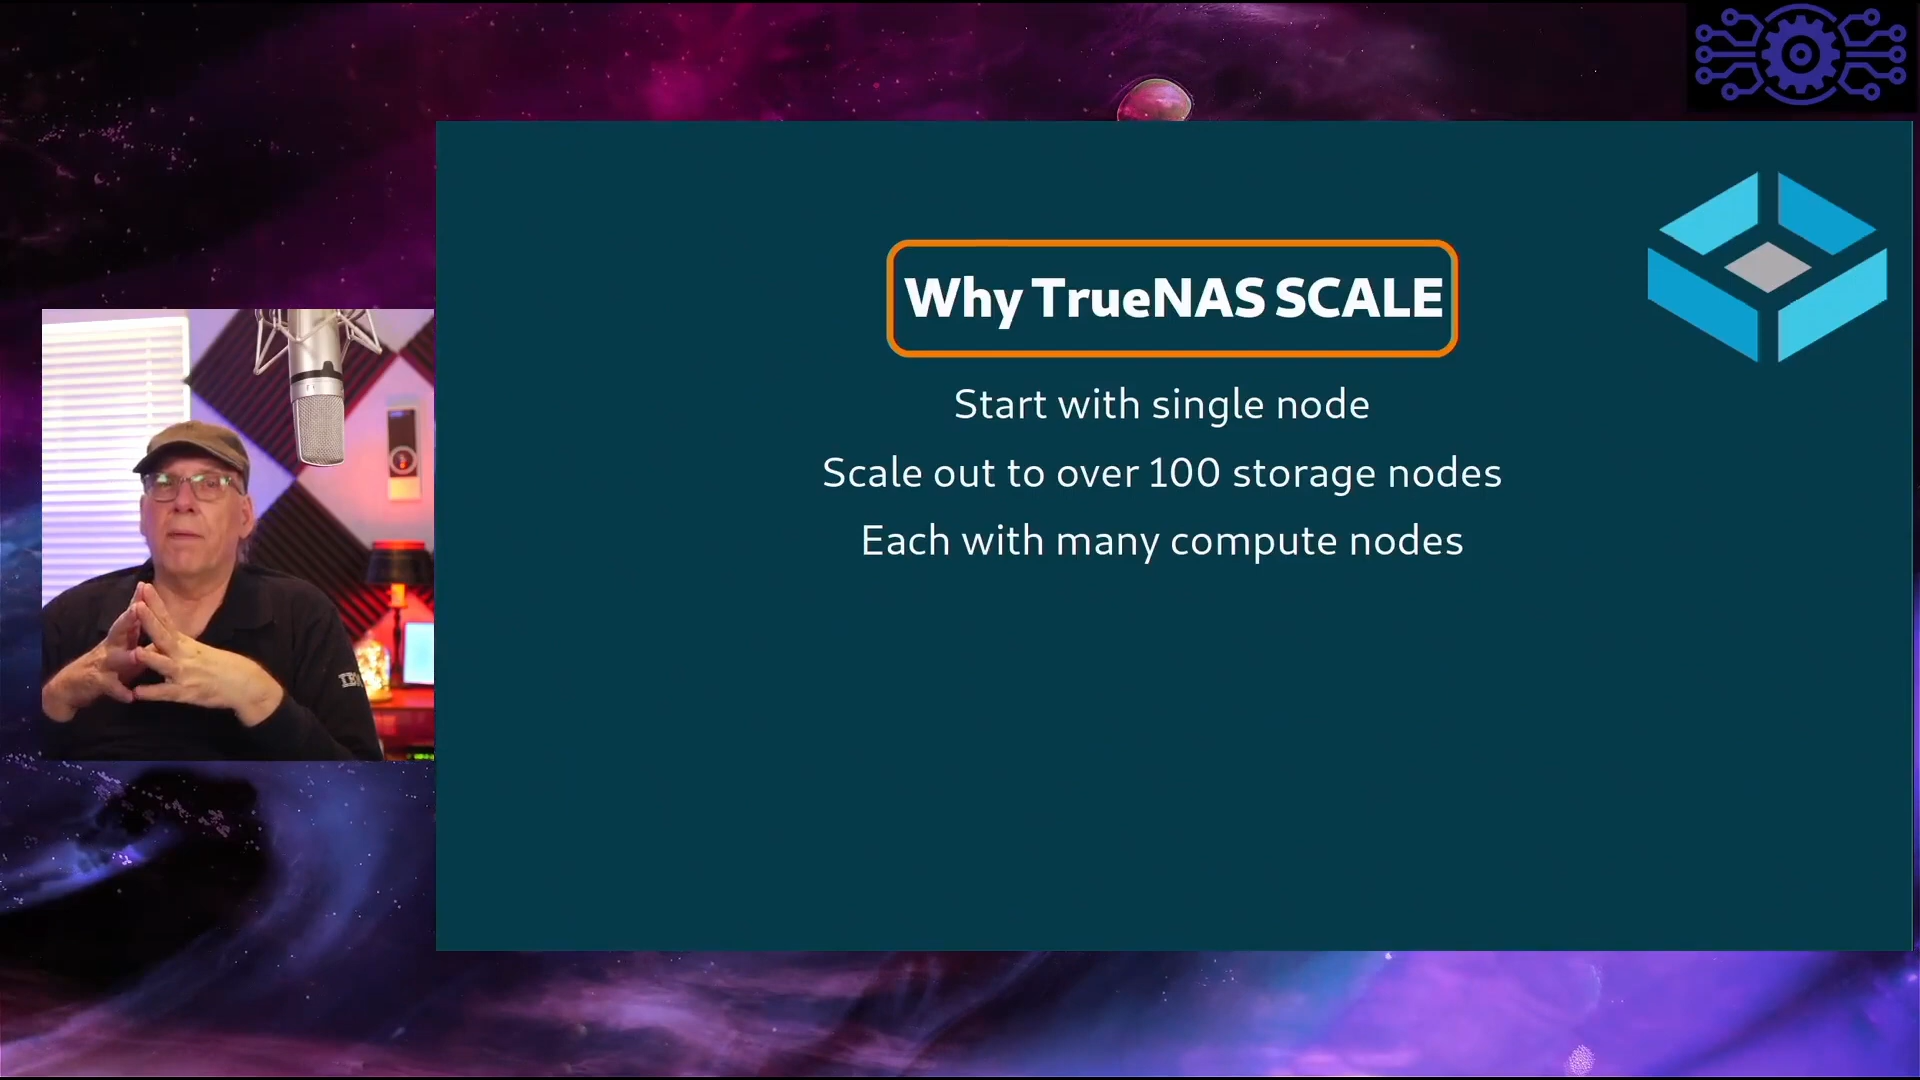 Why TrueNAS SCALE
Start with single node
Scale out to over 100 storage nodes
Each with many compute nodes
IBM